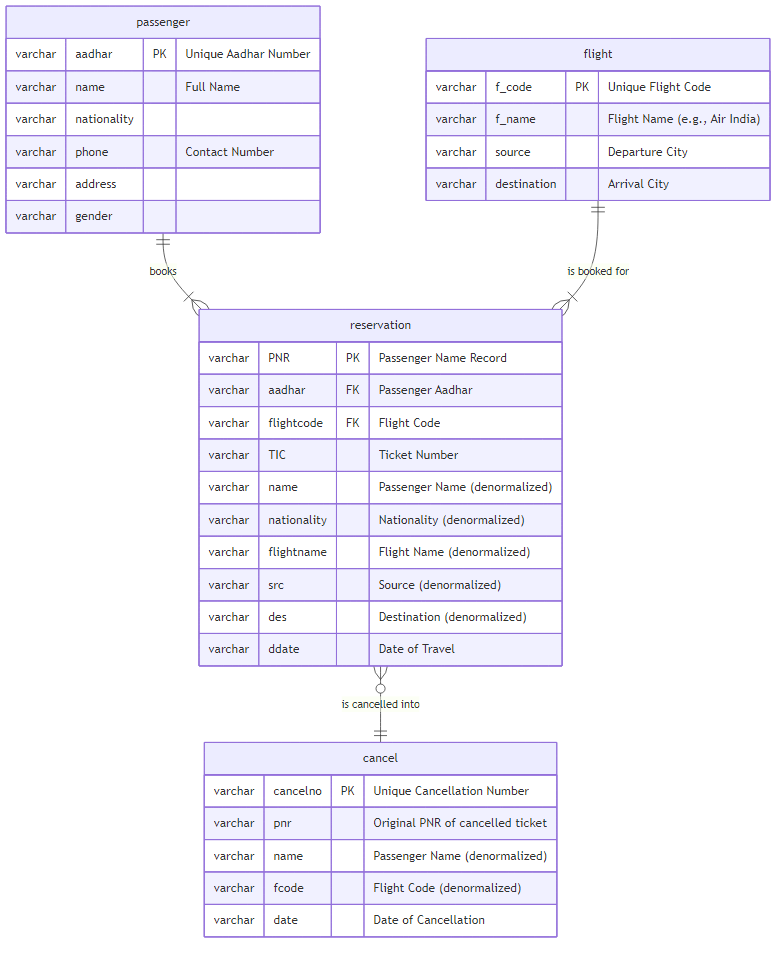 passenger
varchar aadhar PK Unique Aadhar Number
varchar name Full Name
varchar nationality
varchar phone Contact Number
varchar address
varchar gender
flight
varchar f_code PK Unique Flight Code
varchar f_name Flight Name (e.g., Air India)
varchar source Departure City
varchar destination Arrival City
books
is booked for
reservation
varchar PNR PK Passenger Name Record
varchar aadhar FK Passenger Aadhar
varchar flightcode FK Flight Code
varchar TIC Ticket Number
varchar name Passenger Name (denormalized)
varchar nationality Nationality (denormalized)
varchar flightname Flight Name (denormalized)
varchar src Source (denormalized)
varchar des Destination (denormalized)
varchar ddate Date of Travel
is cancelled into
cancel
varchar cancelno PK Unique Cancellation Number
varchar pnr Original PNR of cancelled ticket
varchar name Passenger Name (denormalized)
varchar fcode Flight Code (denormalized)
varchar date Date of Cancellation